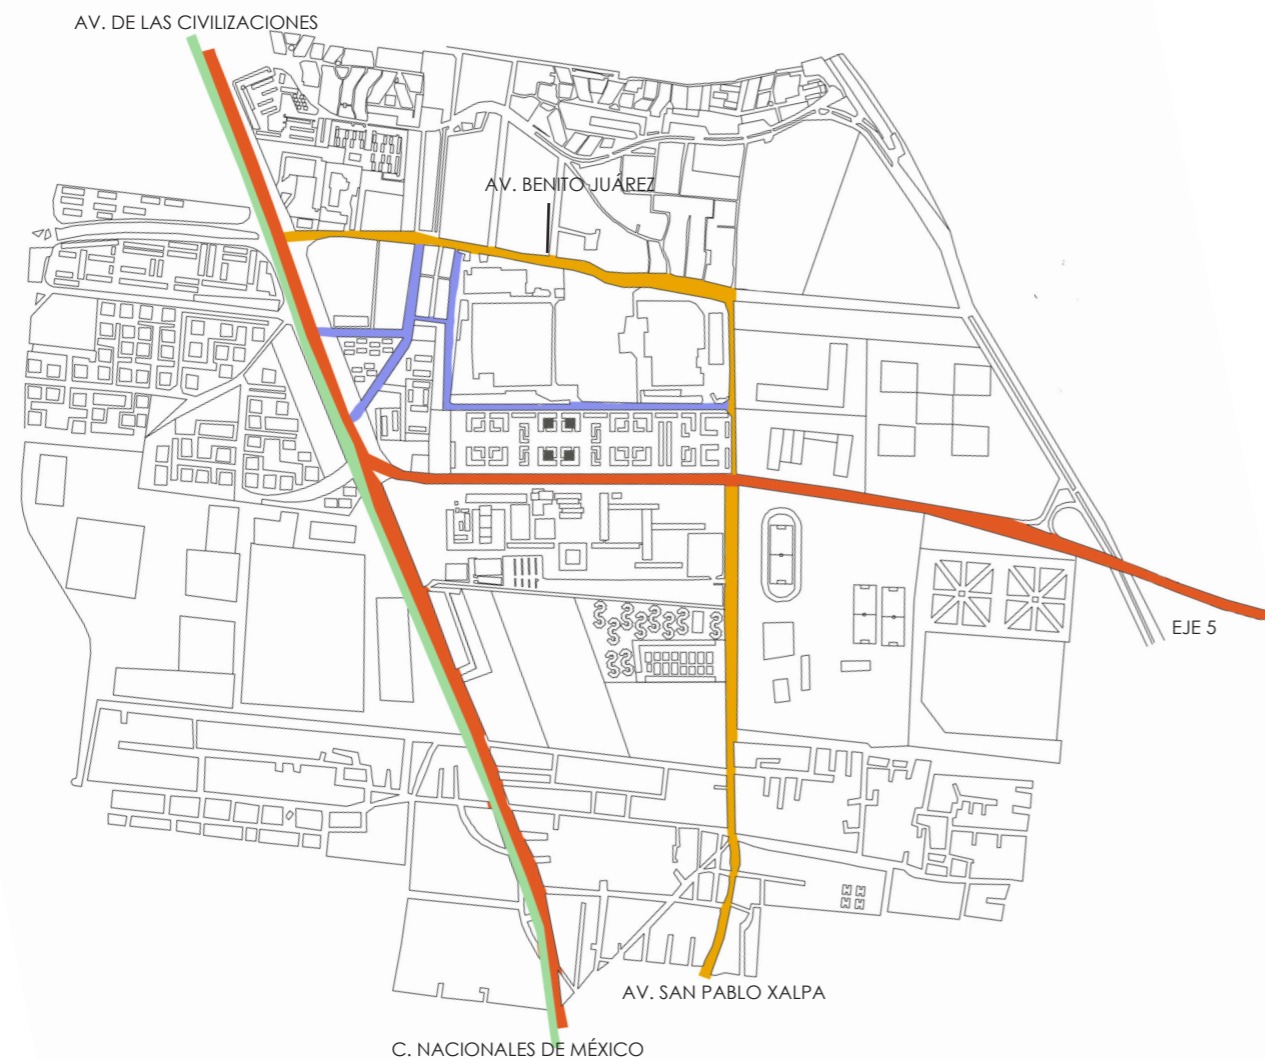 AV. DE LAS CIVILIZACIONES
AV. BENITO JUÁREZ
EJE 5
AV. SAN PABLO XALPA
C. NACIONALES DE MÉXICO